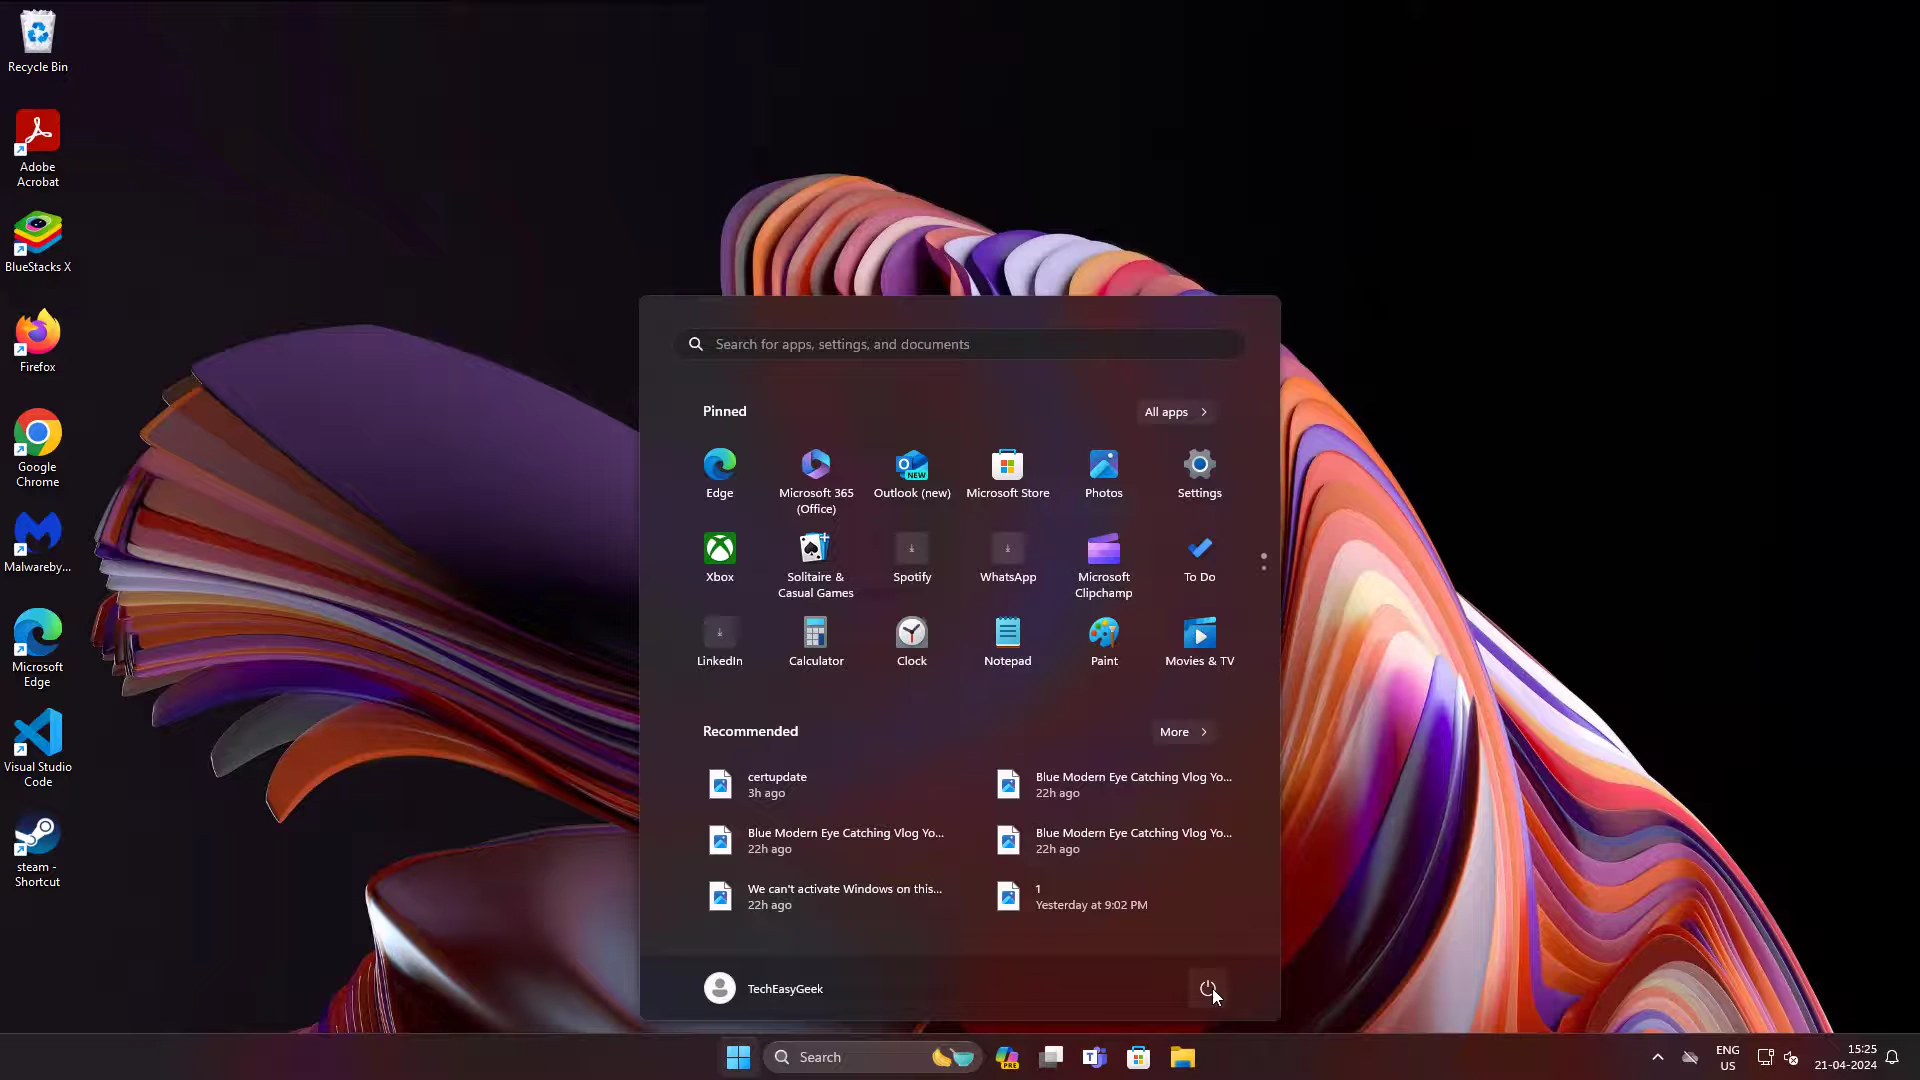 Recycle Bin
Adobe
Acrobat
BlueStacks X
Firefox
Google
Chrome
Malwareby...
Microsoft
Edge
Visual Studio
Code
steam -
Shortcut
Search for apps, settings, and documents
Pinned
All apps
Edge
Microsoft 365
(Office)
Outlook (new)
Microsoft Store
Photos
Settings
Xbox
Solitaire &
Casual Games
Spotify
WhatsApp
Microsoft
Clipchamp
To Do
LinkedIn
Calculator
Clock
Notepad
Paint
Movies & TV
Recommended
More
certupdate
3h ago
Blue Modern Eye Catching Vlog Yo...
22h ago
Blue Modern Eye Catching Vlog Yo...
22h ago
Blue Modern Eye Catching Vlog Yo...
22h ago
We can't activate Windows on this...
22h ago
1
Yesterday at 9:02 PM
TechEasyGeek
Search
PRE
ENG
US
15:25
21-04-2024
NEW